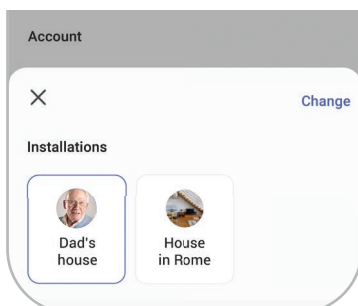 Account
Change
Installations
Dad's
house
House
in Rome